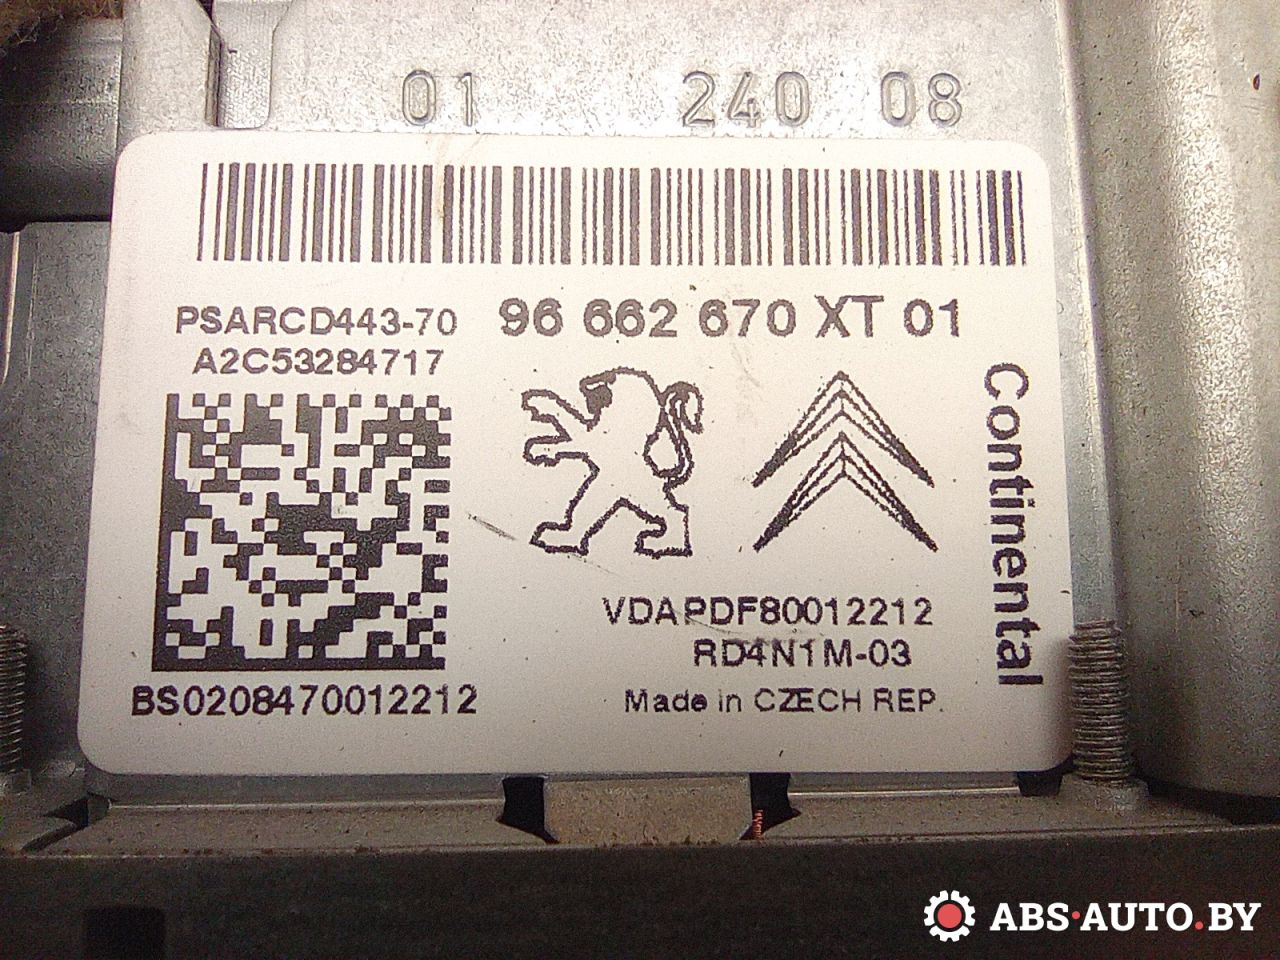 01 240 08
PSARCD443-70 96 662 670 XT 01
A2C53284717
Continental
VDAPDF80012212
RD4N1M-03
BS0208470012212 Made in CZECH REP.
ABS·AUTO.BY